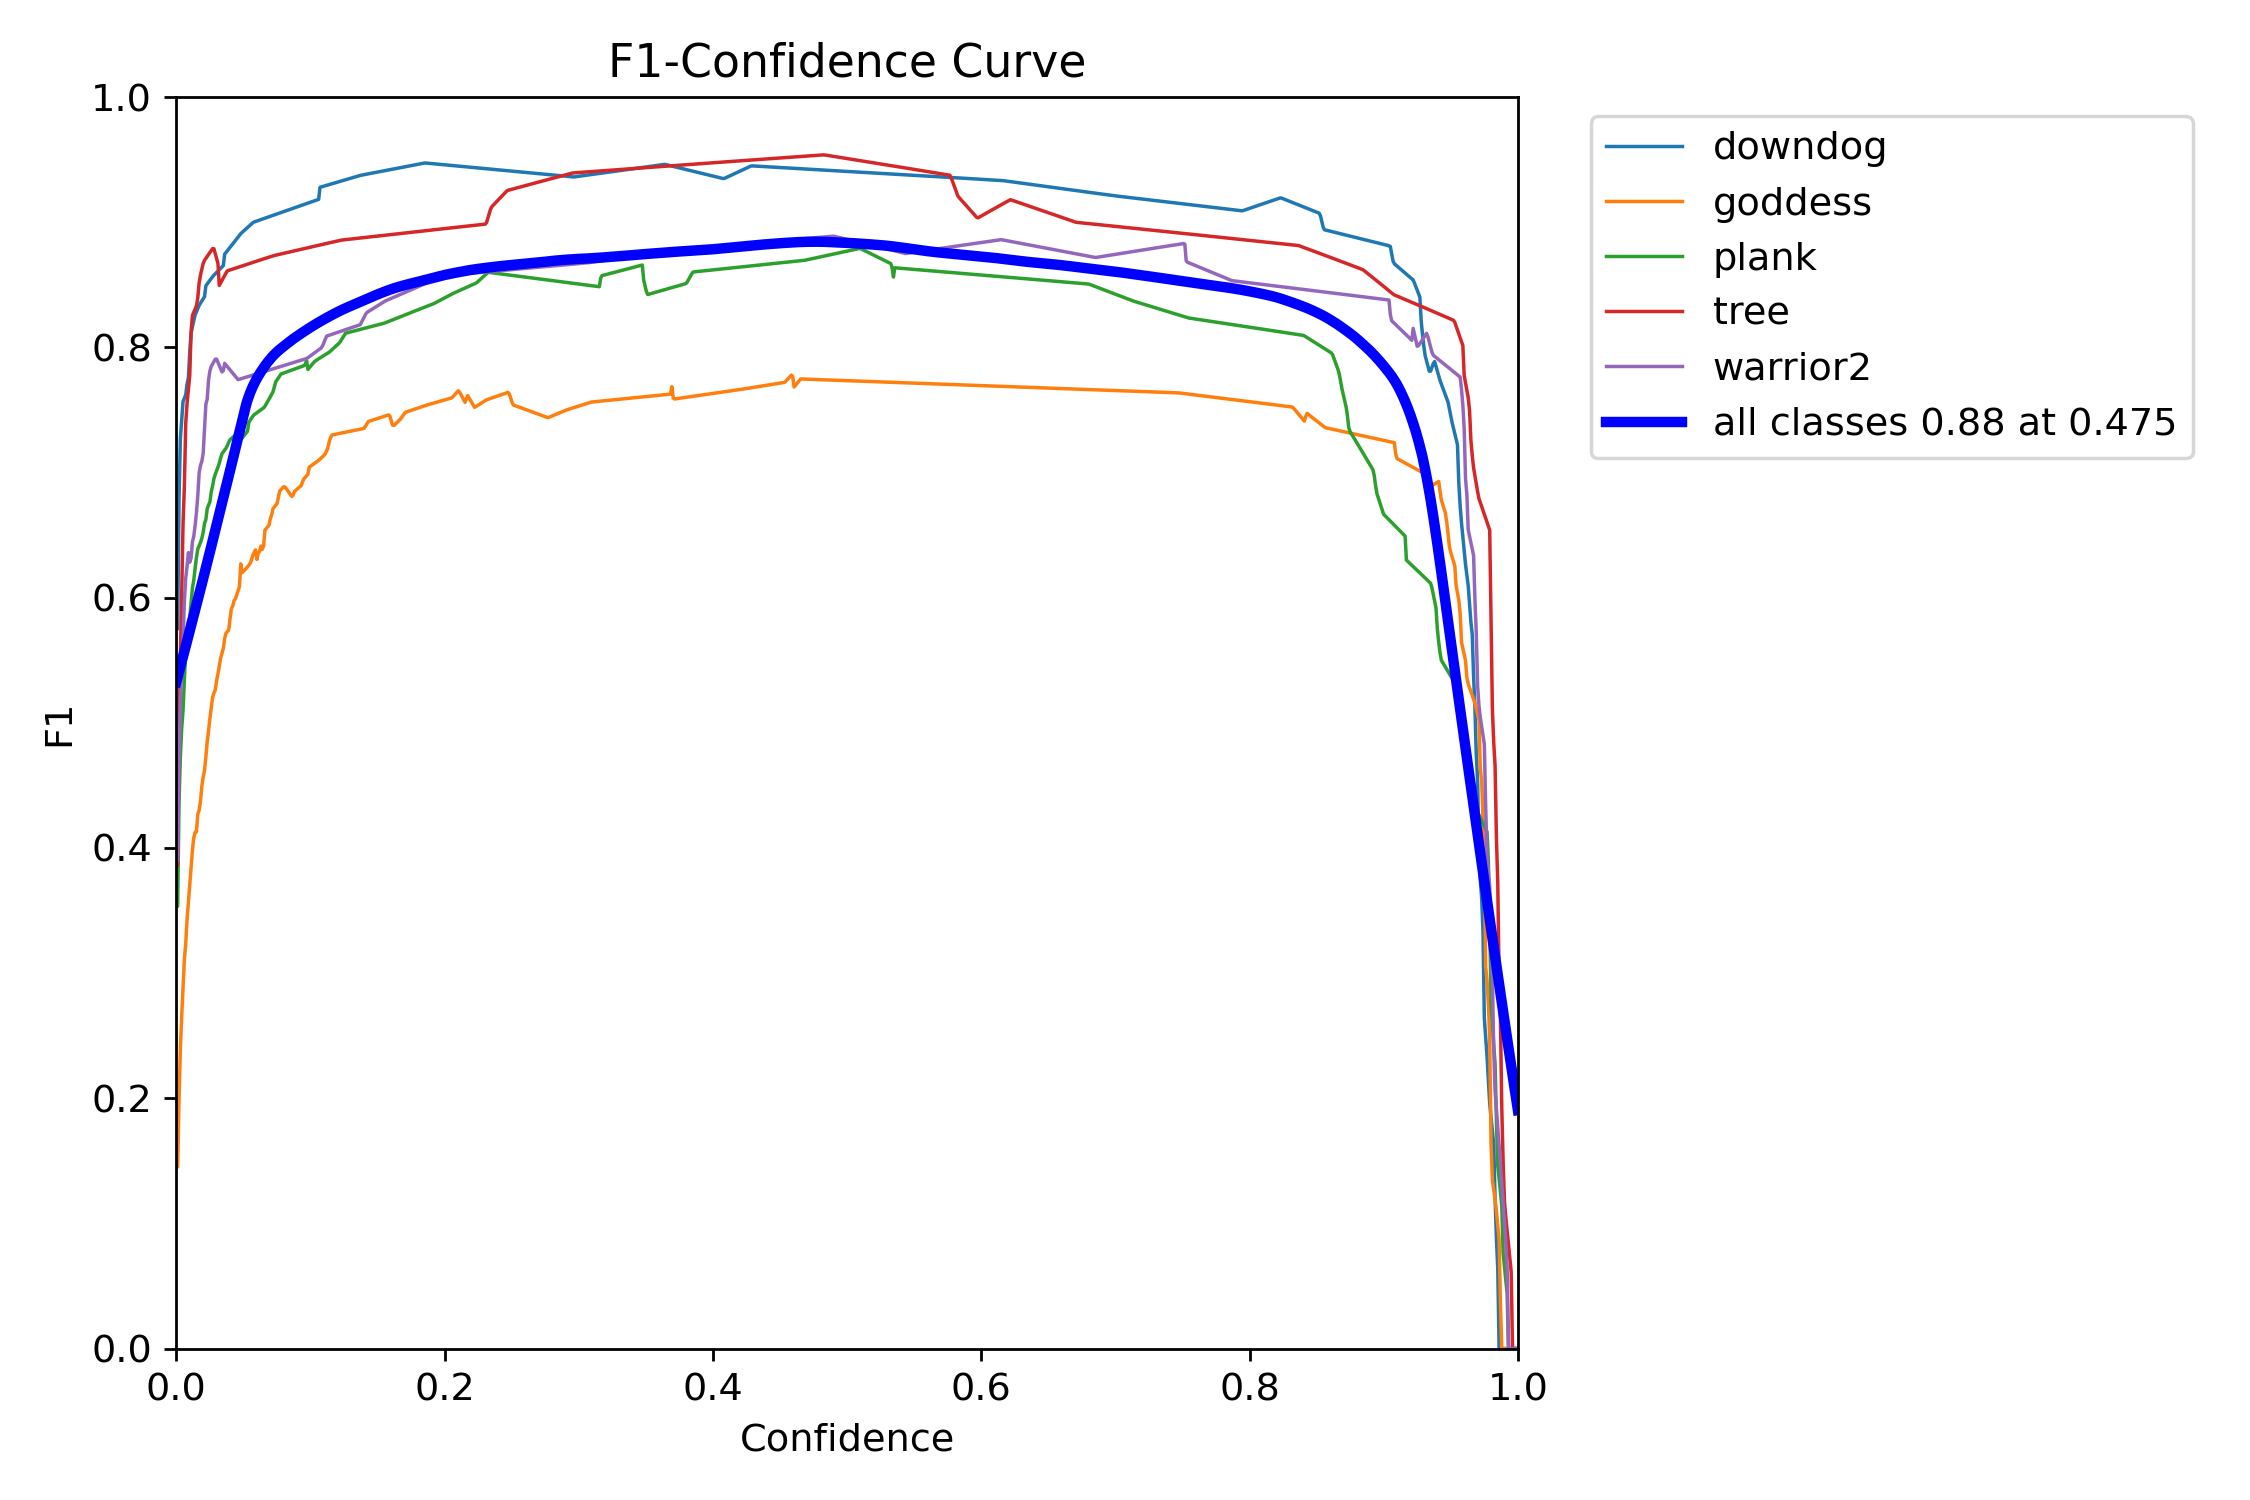 F1-Confidence Curve
1.0
0.8
0.6
0.4
0.2
0.0
F1
0.0 0.2 0.4 0.6 0.8 1.0
Confidence
downdog
goddess
plank
tree
warrior2
all classes 0.88 at 0.475